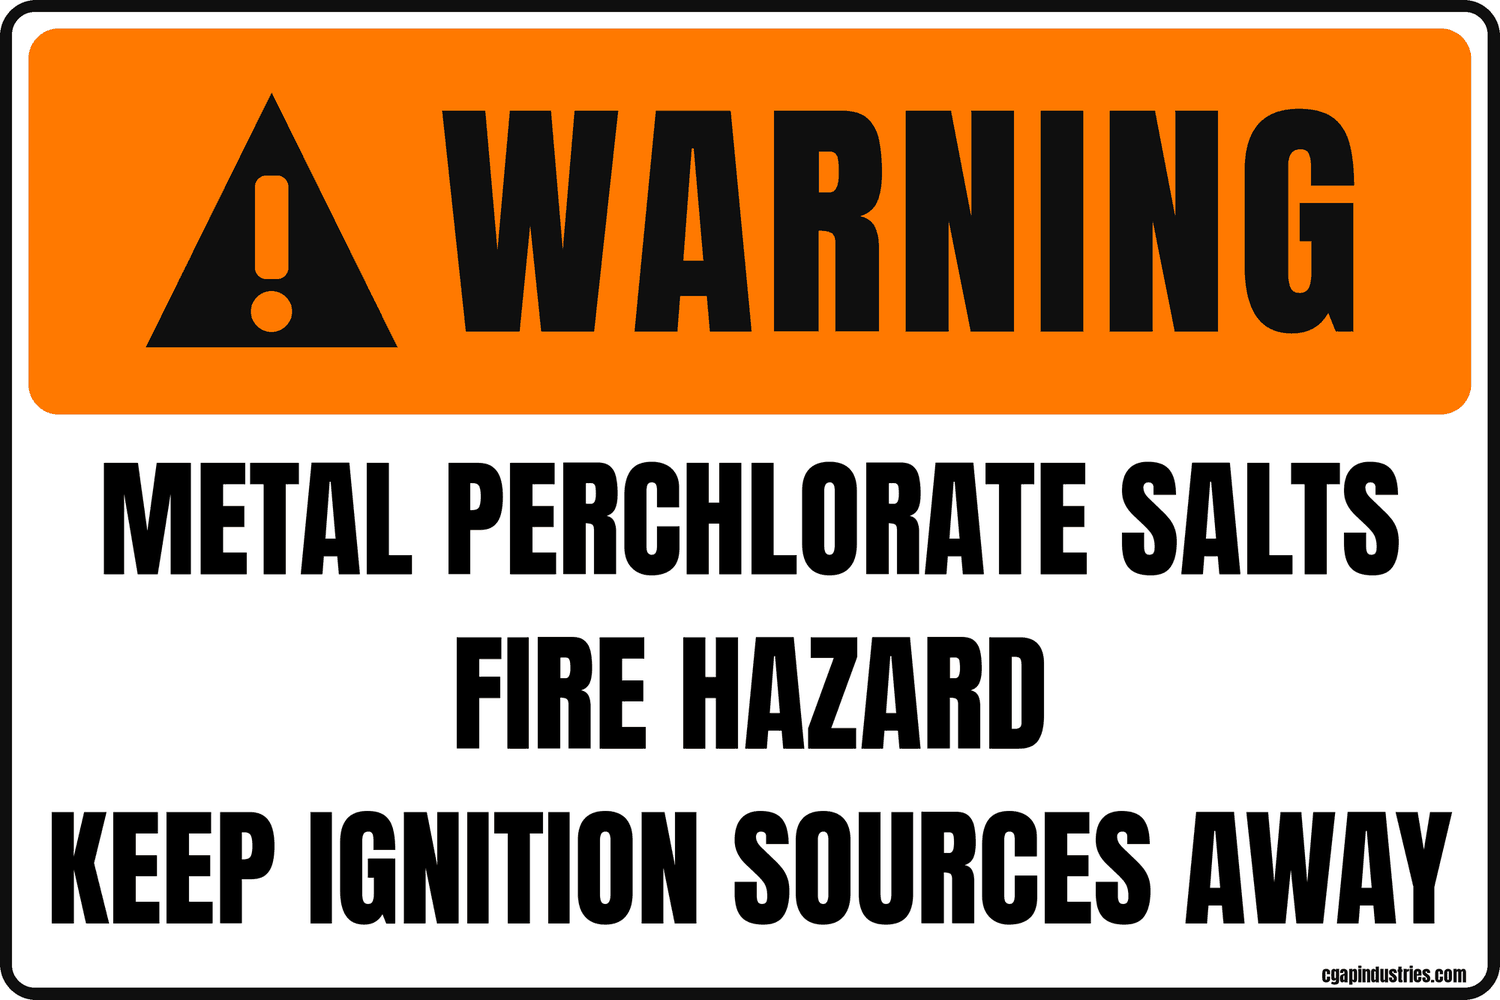 WARNING
METAL PERCHLORATE SALTS
FIRE HAZARD
KEEP IGNITION SOURCES AWAY
cgapindustries.com